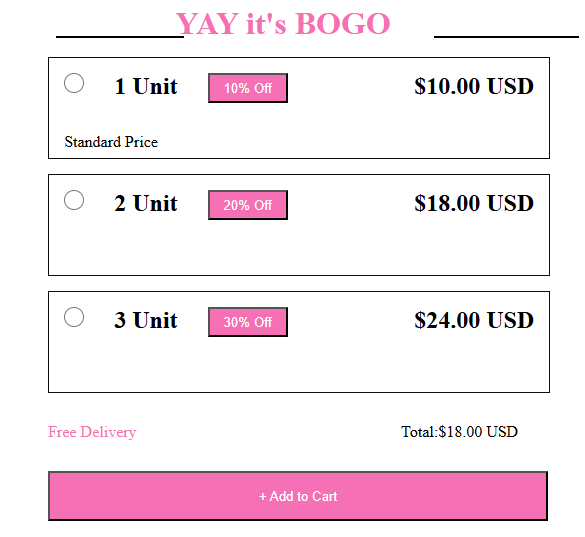 YAY it's BOGO
1 Unit 10% Off $10.00 USD
Standard Price
2 Unit 20% Off $18.00 USD
3 Unit 30% Off $24.00 USD
Free Delivery Total:$18.00 USD
+ Add to Cart